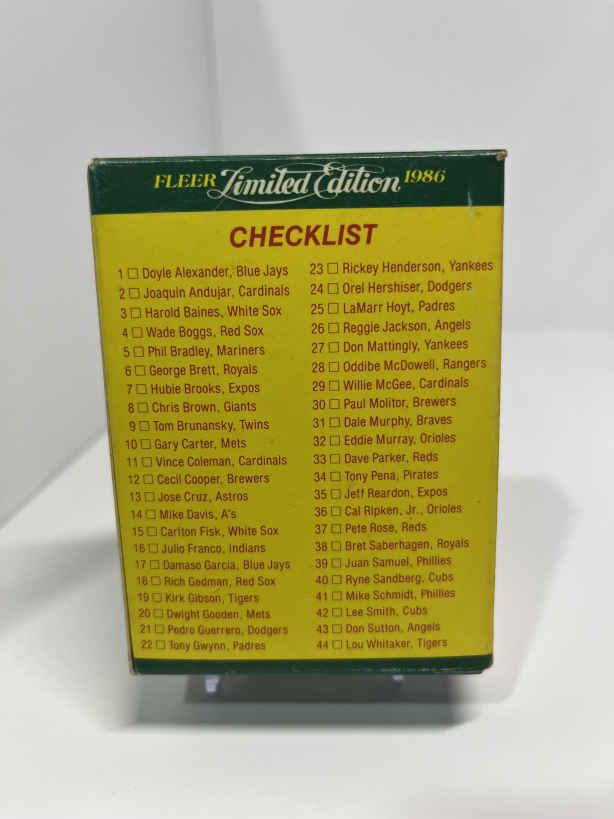 FLEER Limited Edition 1986
CHECKLIST
1 ☐ Doyle Alexander, Blue Jays
2 ☐ Joaquin Andujar, Cardinals
3 ☐ Harold Baines, White Sox
4 ☐ Wade Boggs, Red Sox
5 ☐ Phil Bradley, Mariners
6 ☐ George Brett, Royals
7 ☐ Hubie Brooks, Expos
8 ☐ Chris Brown, Giants
9 ☐ Tom Brunansky, Twins
10 ☐ Gary Carter, Mets
11 ☐ Vince Coleman, Cardinals
12 ☐ Cecil Cooper, Brewers
13 ☐ Jose Cruz, Astros
14 ☐ Mike Davis, A's
15 ☐ Carlton Fisk, White Sox
16 ☐ Julio Franco, Indians
17 ☐ Damaso Garcia, Blue Jays
18 ☐ Rich Gedman, Red Sox
19 ☐ Kirk Gibson, Tigers
20 ☐ Dwight Gooden, Mets
21 ☐ Pedro Guerrero, Dodgers
22 ☐ Tony Gwynn, Padres
23 ☐ Rickey Henderson, Yankees
24 ☐ Orel Hershiser, Dodgers
25 ☐ LaMarr Hoyt, Padres
26 ☐ Reggie Jackson, Angels
27 ☐ Don Mattingly, Yankees
28 ☐ Oddibe McDowell, Rangers
29 ☐ Willie McGee, Cardinals
30 ☐ Paul Molitor, Brewers
31 ☐ Dale Murphy, Braves
32 ☐ Eddie Murray, Orioles
33 ☐ Dave Parker, Reds
34 ☐ Tony Pena, Pirates
35 ☐ Jeff Reardon, Expos
36 ☐ Cal Ripken, Jr., Orioles
37 ☐ Pete Rose, Reds
38 ☐ Bret Saberhagen, Royals
39 ☐ Juan Samuel, Phillies
40 ☐ Ryne Sandberg, Cubs
41 ☐ Mike Schmidt, Phillies
42 ☐ Lee Smith, Cubs
43 ☐ Don Sutton, Angels
44 ☐ Lou Whitaker, Tigers